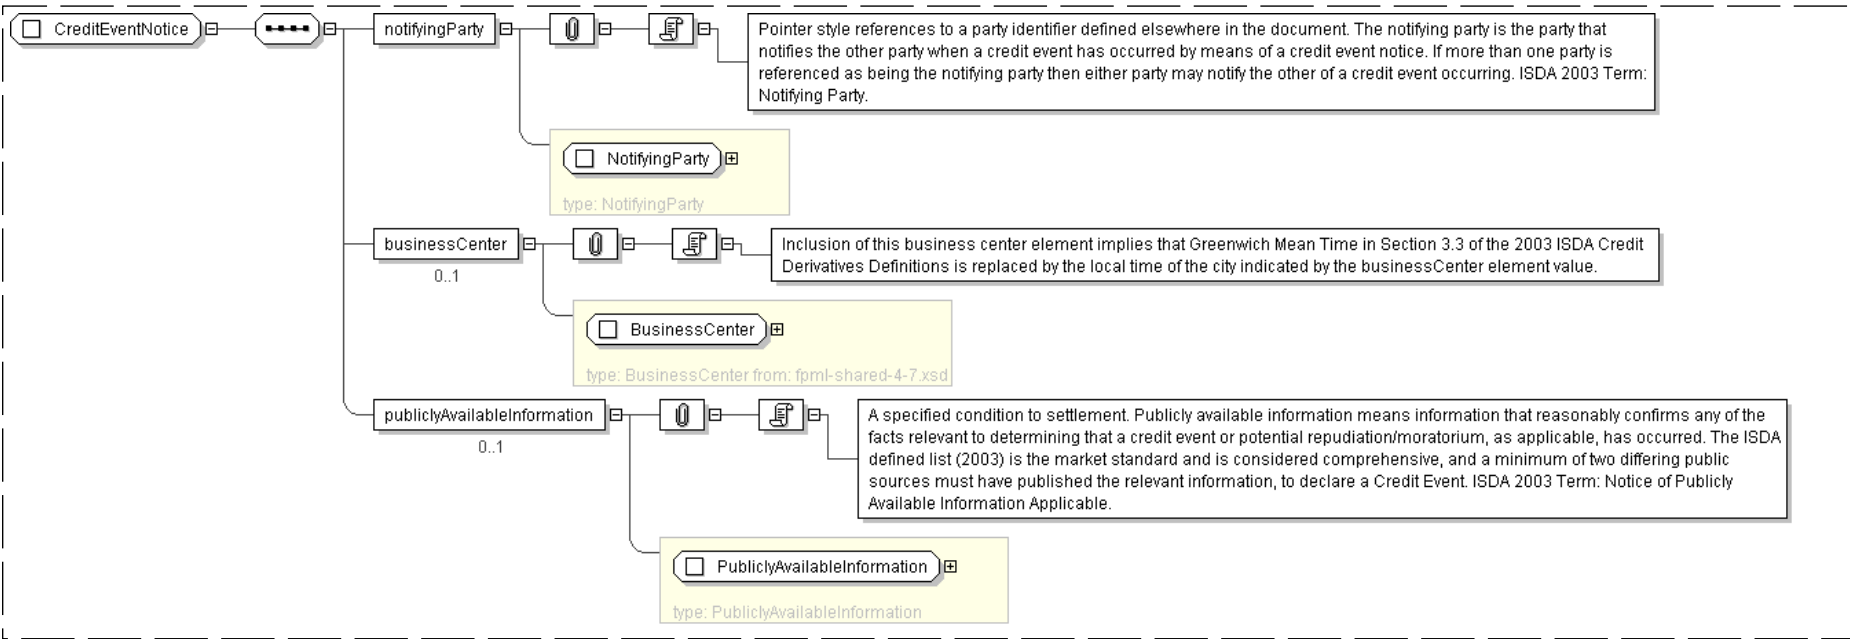 CreditEventNotice
notifyingParty
Pointer style references to a party identifier defined elsewhere in the document. The notifying party is the party that
notifies the other party when a credit event has occurred by means of a credit event notice. If more than one party is
referenced as being the notifying party then either party may notify the other of a credit event occurring. ISDA 2003 Term:
Notifying Party.
NotifyingParty
type: NotifyingParty
businessCenter
0..1
Inclusion of this business center element implies that Greenwich Mean Time in Section 3.3 of the 2003 ISDA Credit
Derivatives Definitions is replaced by the local time of the city indicated by the businessCenter element value.
BusinessCenter
type: BusinessCenter from: fpml-shared-4-7.xsd
publiclyAvailableInformation
0..1
A specified condition to settlement. Publicly available information means information that reasonably confirms any of the
facts relevant to determining that a credit event or potential repudiation/moratorium, as applicable, has occurred. The ISDA
defined list (2003) is the market standard and is considered comprehensive, and a minimum of two differing public
sources must have published the relevant information, to declare a Credit Event. ISDA 2003 Term: Notice of Publicly
Available Information Applicable.
PubliclyAvailableInformation
type: PubliclyAvailableInformation